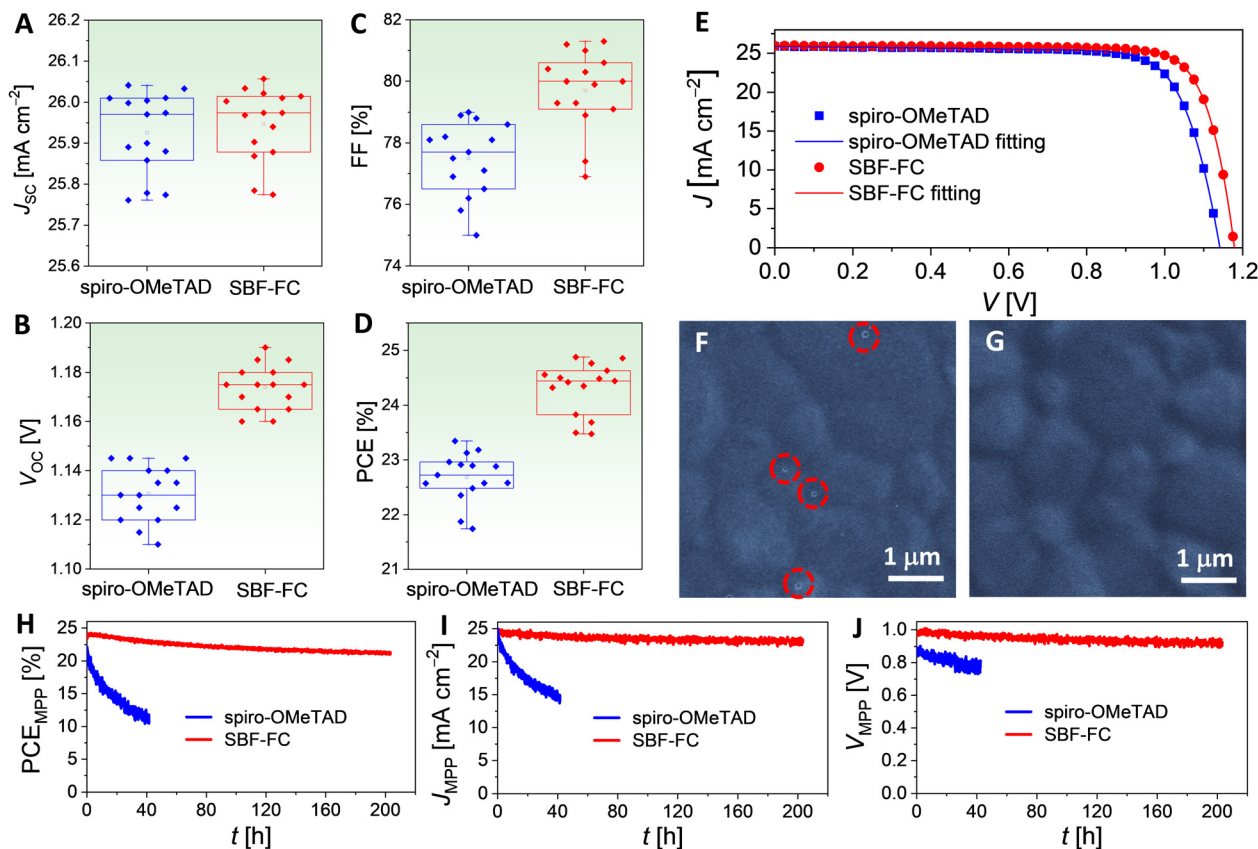 A
26.2
26.1
26.0
25.9
25.8
25.7
25.6
J_SC [mA cm⁻²]
spiro-OMeTAD
SBF-FC
C
82
80
78
76
74
FF [%]
spiro-OMeTAD
SBF-FC
E
25
20
15
10
5
0
J [mA cm⁻²]
spiro-OMeTAD
spiro-OMeTAD fitting
SBF-FC
SBF-FC fitting
0.0
0.2
0.4
0.6
0.8
1.0
1.2
V [V]
B
1.20
1.18
1.16
1.14
1.12
1.10
V_OC [V]
spiro-OMeTAD
SBF-FC
D
25
24
23
22
21
PCE [%]
spiro-OMeTAD
SBF-FC
F
1 μm
G
1 μm
H
25
20
15
10
5
0
PCE_MPP [%]
spiro-OMeTAD
SBF-FC
0
40
80
120
160
200
t [h]
I
25
20
15
10
5
0
J_MPP [mA cm⁻²]
spiro-OMeTAD
SBF-FC
0
40
80
120
160
200
t [h]
J
1.0
0.8
0.6
0.4
0.2
0.0
V_MPP [V]
spiro-OMeTAD
SBF-FC
0
40
80
120
160
200
t [h]